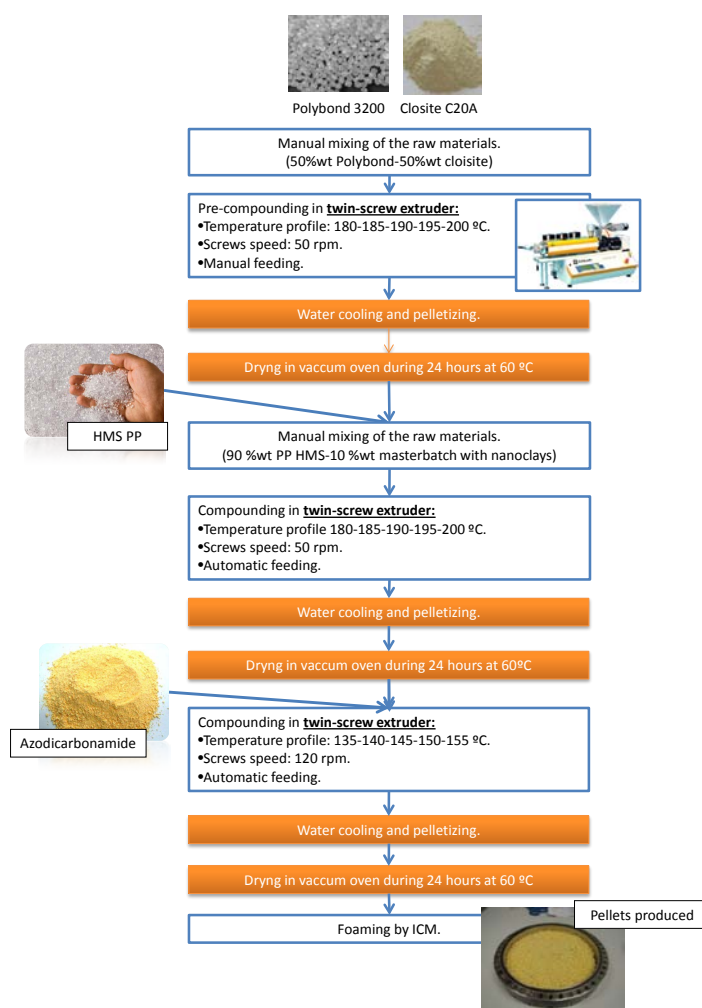 Polybond 3200 Closite C20A
Manual mixing of the raw materials.
(50%wt Polybond-50%wt cloisite)
Pre-compounding in twin-screw extruder:
•Temperature profile: 180-185-190-195-200 ºC.
•Screws speed: 50 rpm.
•Manual feeding.
Water cooling and pelletizing.
Dryng in vaccum oven during 24 hours at 60 ºC
HMS PP
Manual mixing of the raw materials.
(90 %wt PP HMS-10 %wt masterbatch with nanoclays)
Compounding in twin-screw extruder:
•Temperature profile 180-185-190-195-200 ºC.
•Screws speed: 50 rpm.
•Automatic feeding.
Water cooling and pelletizing.
Dryng in vaccum oven during 24 hours at 60ºC
Azodicarbonamide
Compounding in twin-screw extruder:
•Temperature profile: 135-140-145-150-155 ºC.
•Screws speed: 120 rpm.
•Automatic feeding.
Water cooling and pelletizing.
Dryng in vaccum oven during 24 hours at 60 ºC
Pellets produced
Foaming by ICM.